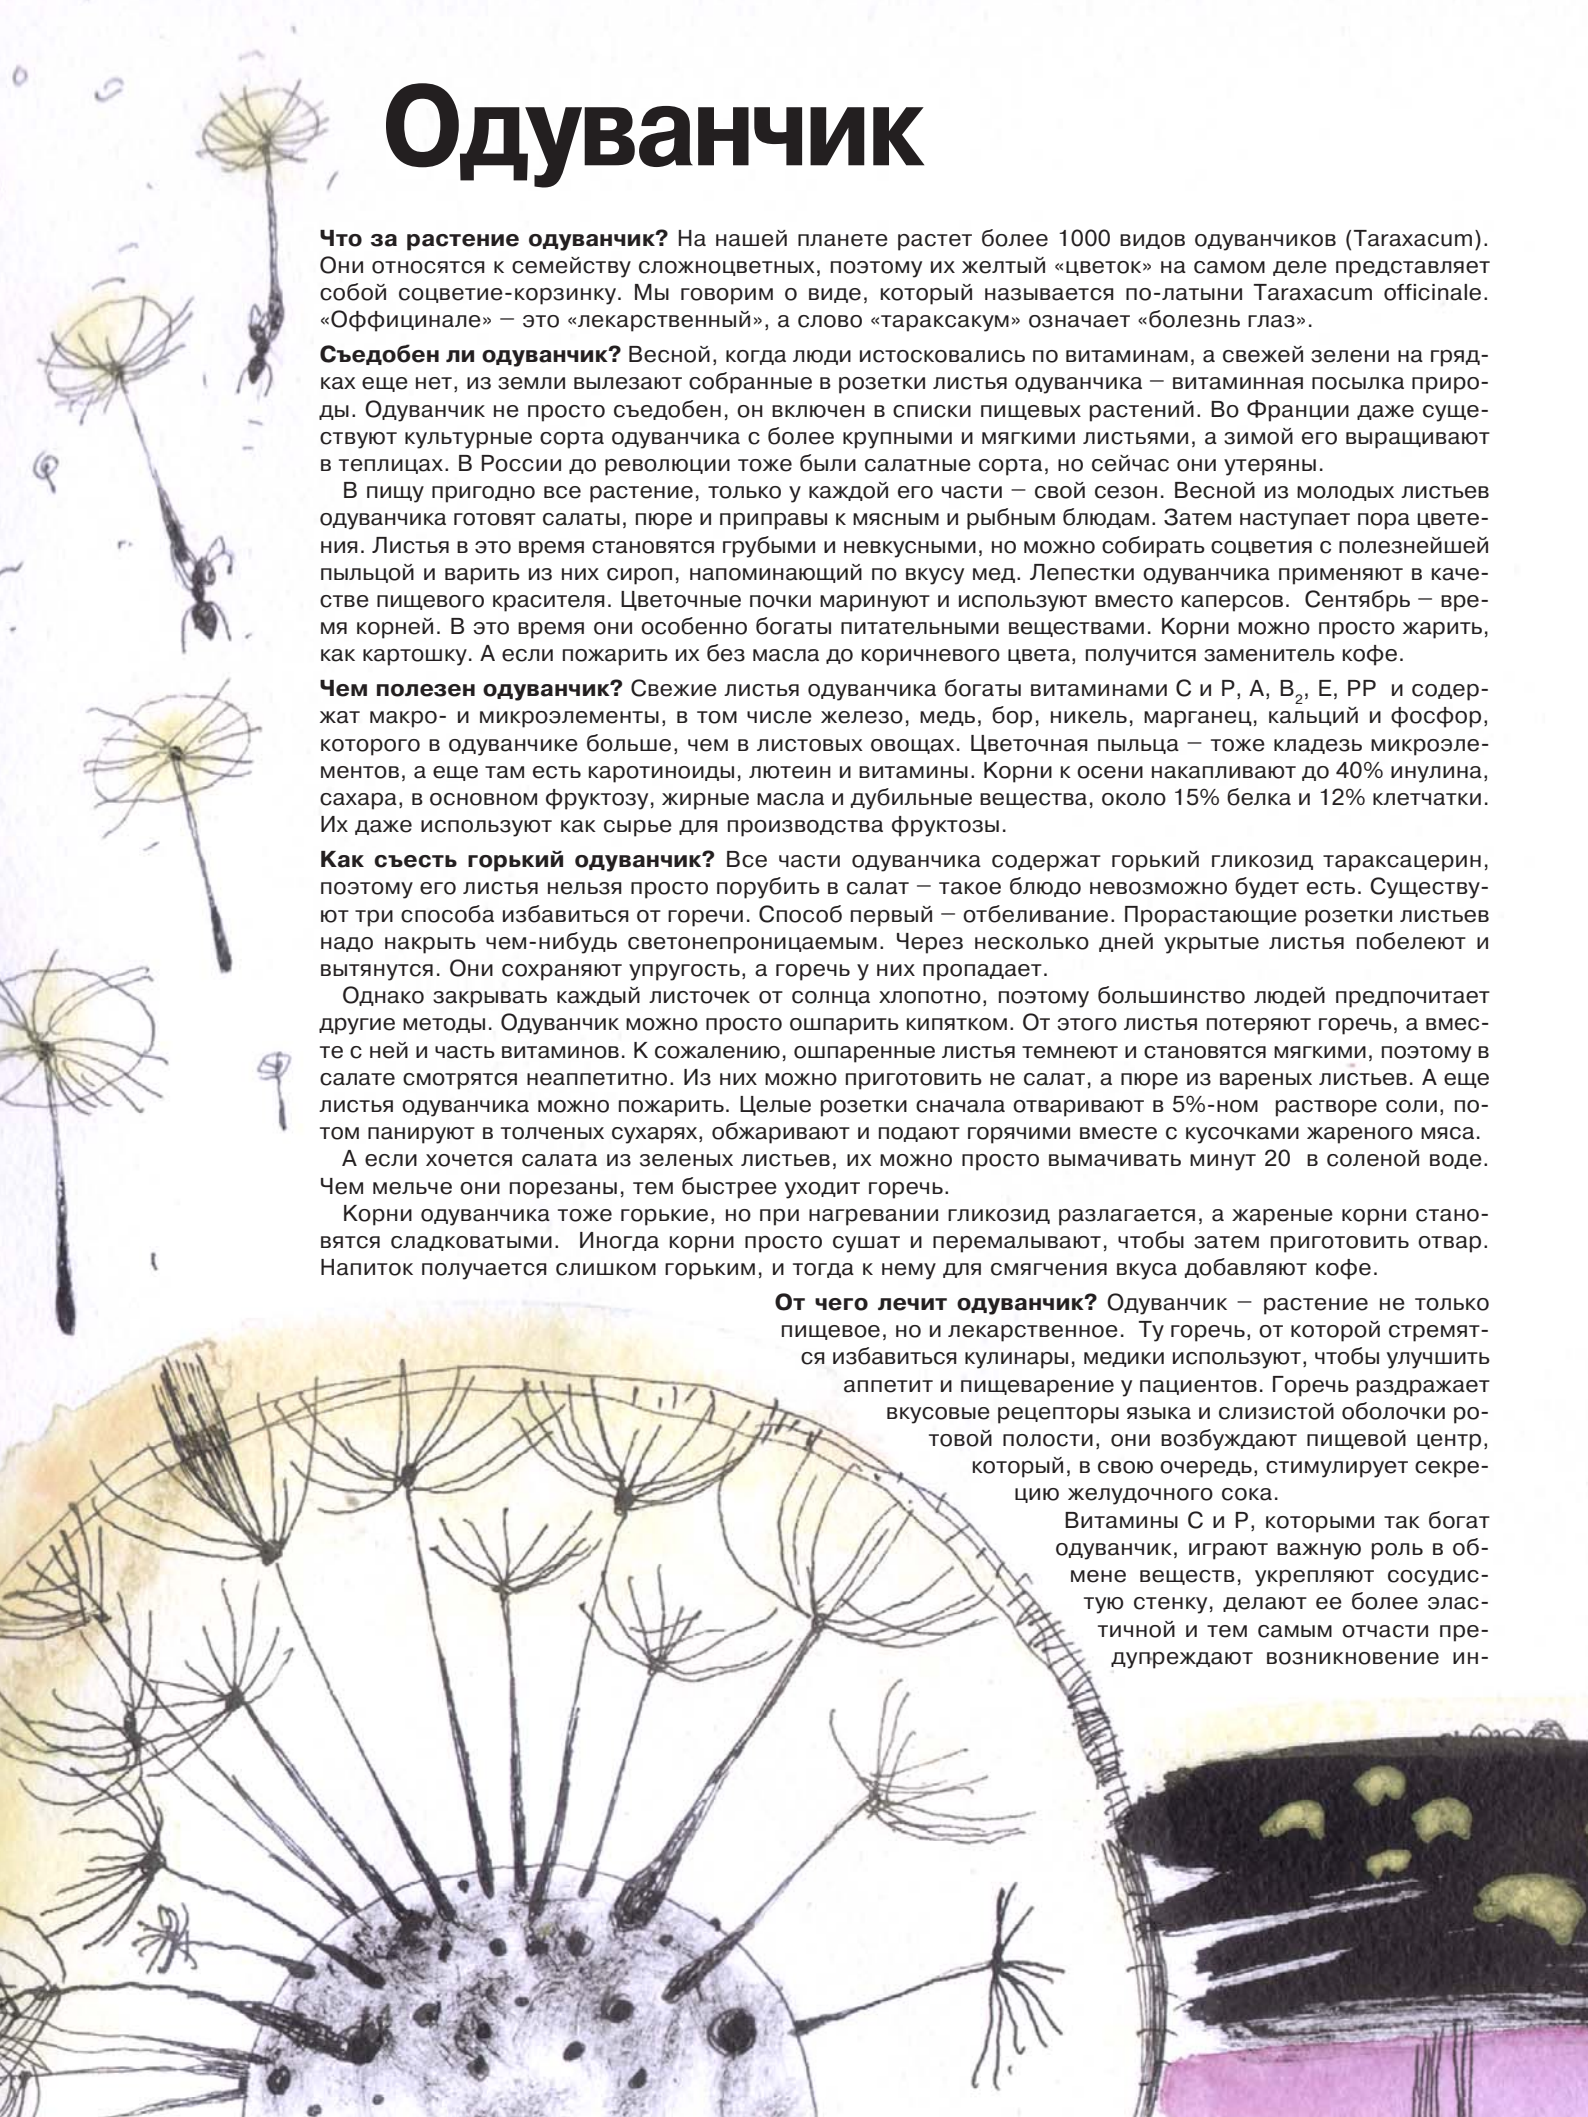 Одуванчик
Что за растение одуванчик? На нашей планете растет более 1000 видов одуванчиков (Taraxacum).
Они относятся к семейству сложноцветных, поэтому их желтый «цветок» на самом деле представляет
собой соцветие-корзинку. Мы говорим о виде, который называется по-латыни Taraxacum officinale.
«Оффицинале» — это «лекарственный», а слово «тараксакум» означает «болезнь глаз».
Съедобен ли одуванчик? Весной, когда люди истосковались по витаминам, а свежей зелени на гряд-
ках еще нет, из земли вылезают собранные в розетки листья одуванчика — витаминная посылка приро-
ды. Одуванчик не просто съедобен, он включен в списки пищевых растений. Во Франции даже суще-
ствуют культурные сорта одуванчика с более крупными и мягкими листьями, а зимой его выращивают
в теплицах. В России до революции тоже были салатные сорта, но сейчас они утеряны.
В пищу пригодно все растение, только у каждой его части — свой сезон. Весной из молодых листьев
одуванчика готовят салаты, пюре и приправы к мясным и рыбным блюдам. Затем наступает пора цвете-
ния. Листья в это время становятся грубыми и невкусными, но можно собирать соцветия с полезнейшей
пыльцой и варить из них сироп, напоминающий по вкусу мед. Лепестки одуванчика применяют в каче-
стве пищевого красителя. Цветочные почки маринуют и используют вместо каперсов. Сентябрь — вре-
мя корней. В это время они особенно богаты питательными веществами. Корни можно просто жарить,
как картошку. А если пожарить их без масла до коричневого цвета, получится заменитель кофе.
Чем полезен одуванчик? Свежие листья одуванчика богаты витаминами С и Р, А, В₂, Е, РР и содер-
жат макро- и микроэлементы, в том числе железо, медь, бор, никель, марганец, кальций и фосфор,
которого в одуванчике больше, чем в листовых овощах. Цветочная пыльца — тоже кладезь микроэле-
ментов, а еще там есть каротиноиды, лютеин и витамины. Корни к осени накапливают до 40% инулина,
сахара, в основном фруктозу, жирные масла и дубильные вещества, около 15% белка и 12% клетчатки.
Их даже используют как сырье для производства фруктозы.
Как съесть горький одуванчик? Все части одуванчика содержат горький гликозид тараксацерин,
поэтому его листья нельзя просто порубить в салат — такое блюдо невозможно будет есть. Существу-
ют три способа избавиться от горечи. Способ первый — отбеливание. Прорастающие розетки листьев
надо накрыть чем-нибудь светонепроницаемым. Через несколько дней укрытые листья побелеют и
вытянутся. Они сохраняют упругость, а горечь у них пропадает.
Однако закрывать каждый листочек от солнца хлопотно, поэтому большинство людей предпочитает
другие методы. Одуванчик можно просто ошпарить кипятком. От этого листья потеряют горечь, а вмес-
те с ней и часть витаминов. К сожалению, ошпаренные листья темнеют и становятся мягкими, поэтому в
салате смотрятся неаппетитно. Из них можно приготовить не салат, а пюре из вареных листьев. А еще
листья одуванчика можно пожарить. Целые розетки сначала отваривают в 5%-ном растворе соли, по-
том панируют в толченых сухарях, обжаривают и подают горячими вместе с кусочками жареного мяса.
А если хочется салата из зеленых листьев, их можно просто вымачивать минут 20 в соленой воде.
Чем мельче они порезаны, тем быстрее уходит горечь.
Корни одуванчика тоже горькие, но при нагревании гликозид разлагается, а жареные корни стано-
вятся сладковатыми. Иногда корни просто сушат и перемалывают, чтобы затем приготовить отвар.
Напиток получается слишком горьким, и тогда к нему для смягчения вкуса добавляют кофе.
От чего лечит одуванчик? Одуванчик — растение не только
пищевое, но и лекарственное. Ту горечь, от которой стремят-
ся избавиться кулинары, медики используют, чтобы улучшить
аппетит и пищеварение у пациентов. Горечь раздражает
вкусовые рецепторы языка и слизистой оболочки ро-
товой полости, они возбуждают пищевой центр,
который, в свою очередь, стимулирует секре-
цию желудочного сока.
Витамины С и Р, которыми так богат
одуванчик, играют важную роль в об-
мене веществ, укрепляют сосудис-
тую стенку, делают ее более элас-
тичной и тем самым отчасти пре-
дупреждают возникновение ин-